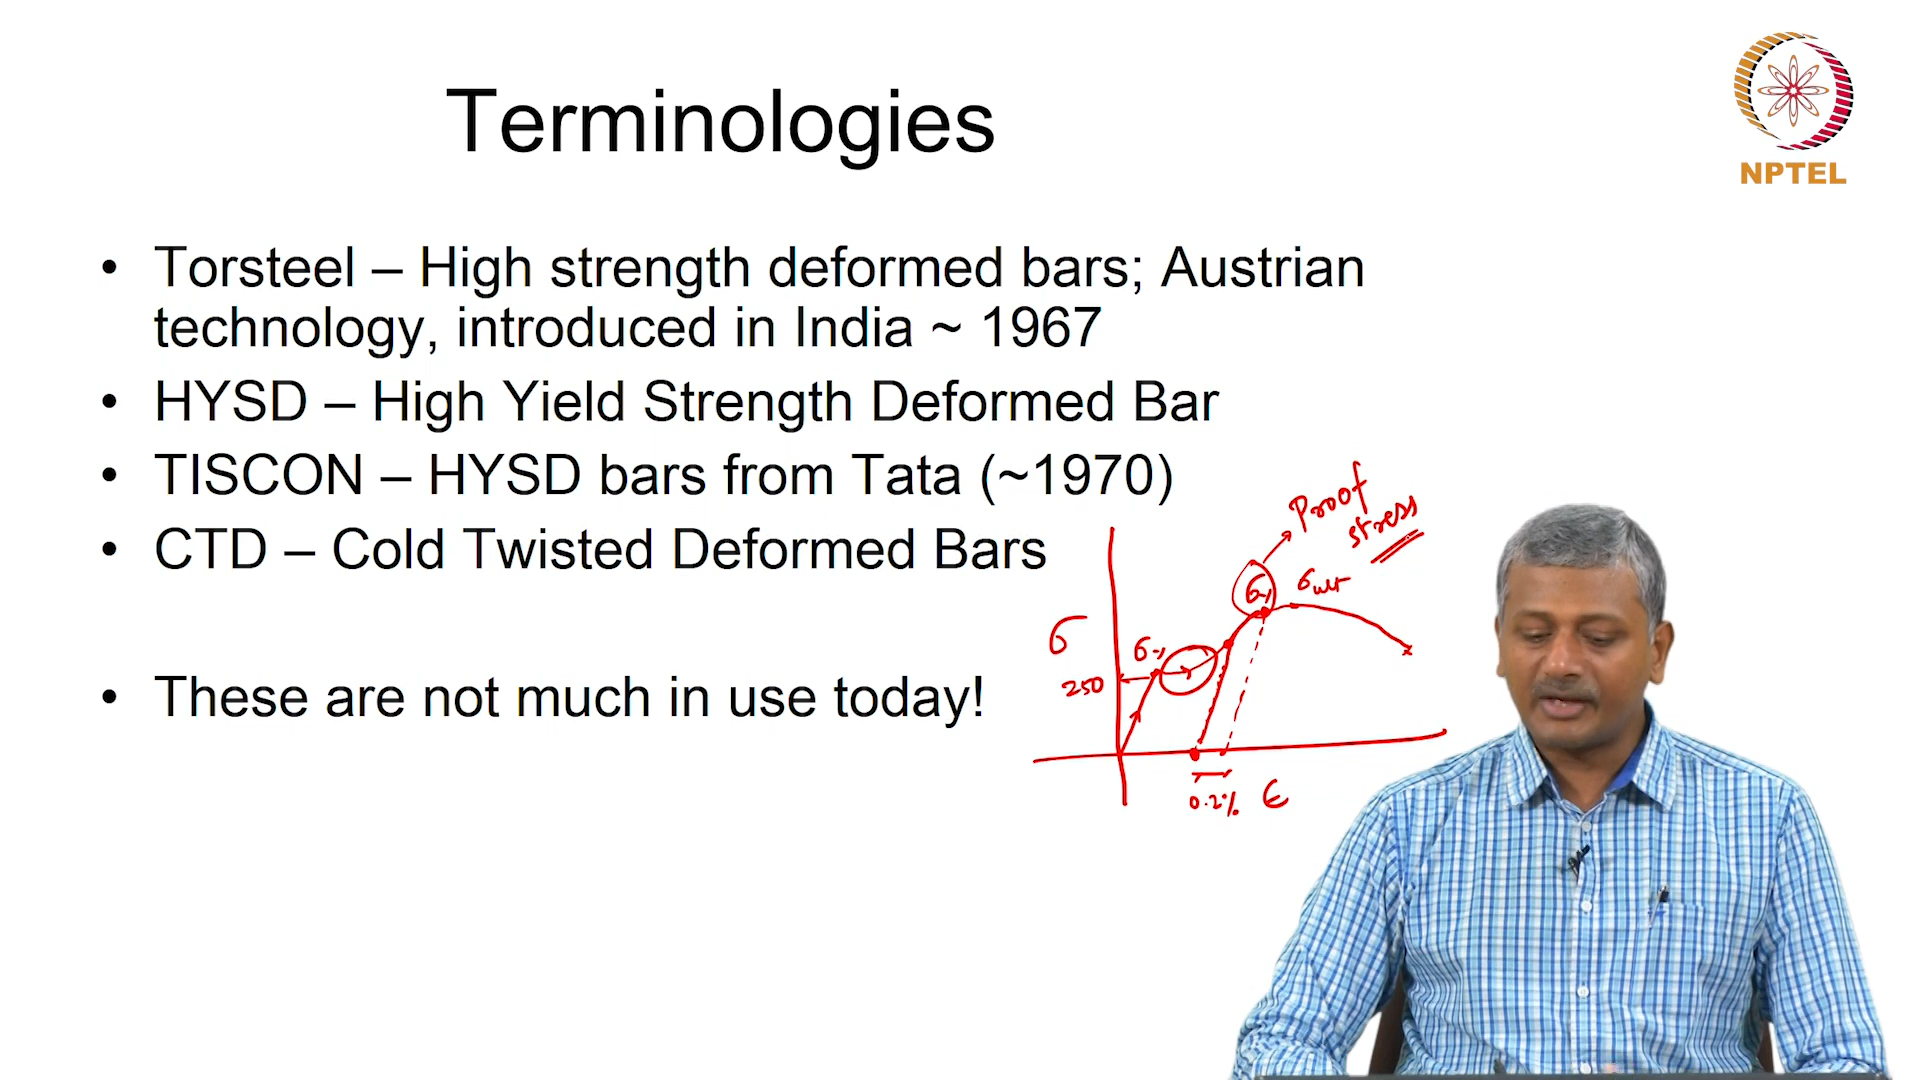 Terminologies
NPTEL
• Torsteel – High strength deformed bars; Austrian
technology, introduced in India ~ 1967
• HYSD – High Yield Strength Deformed Bar
• TISCON – HYSD bars from Tata (~1970)
• CTD – Cold Twisted Deformed Bars
• These are not much in use today!
Proof
stress
σy
σult
σ
σy
250
0.2%
ε